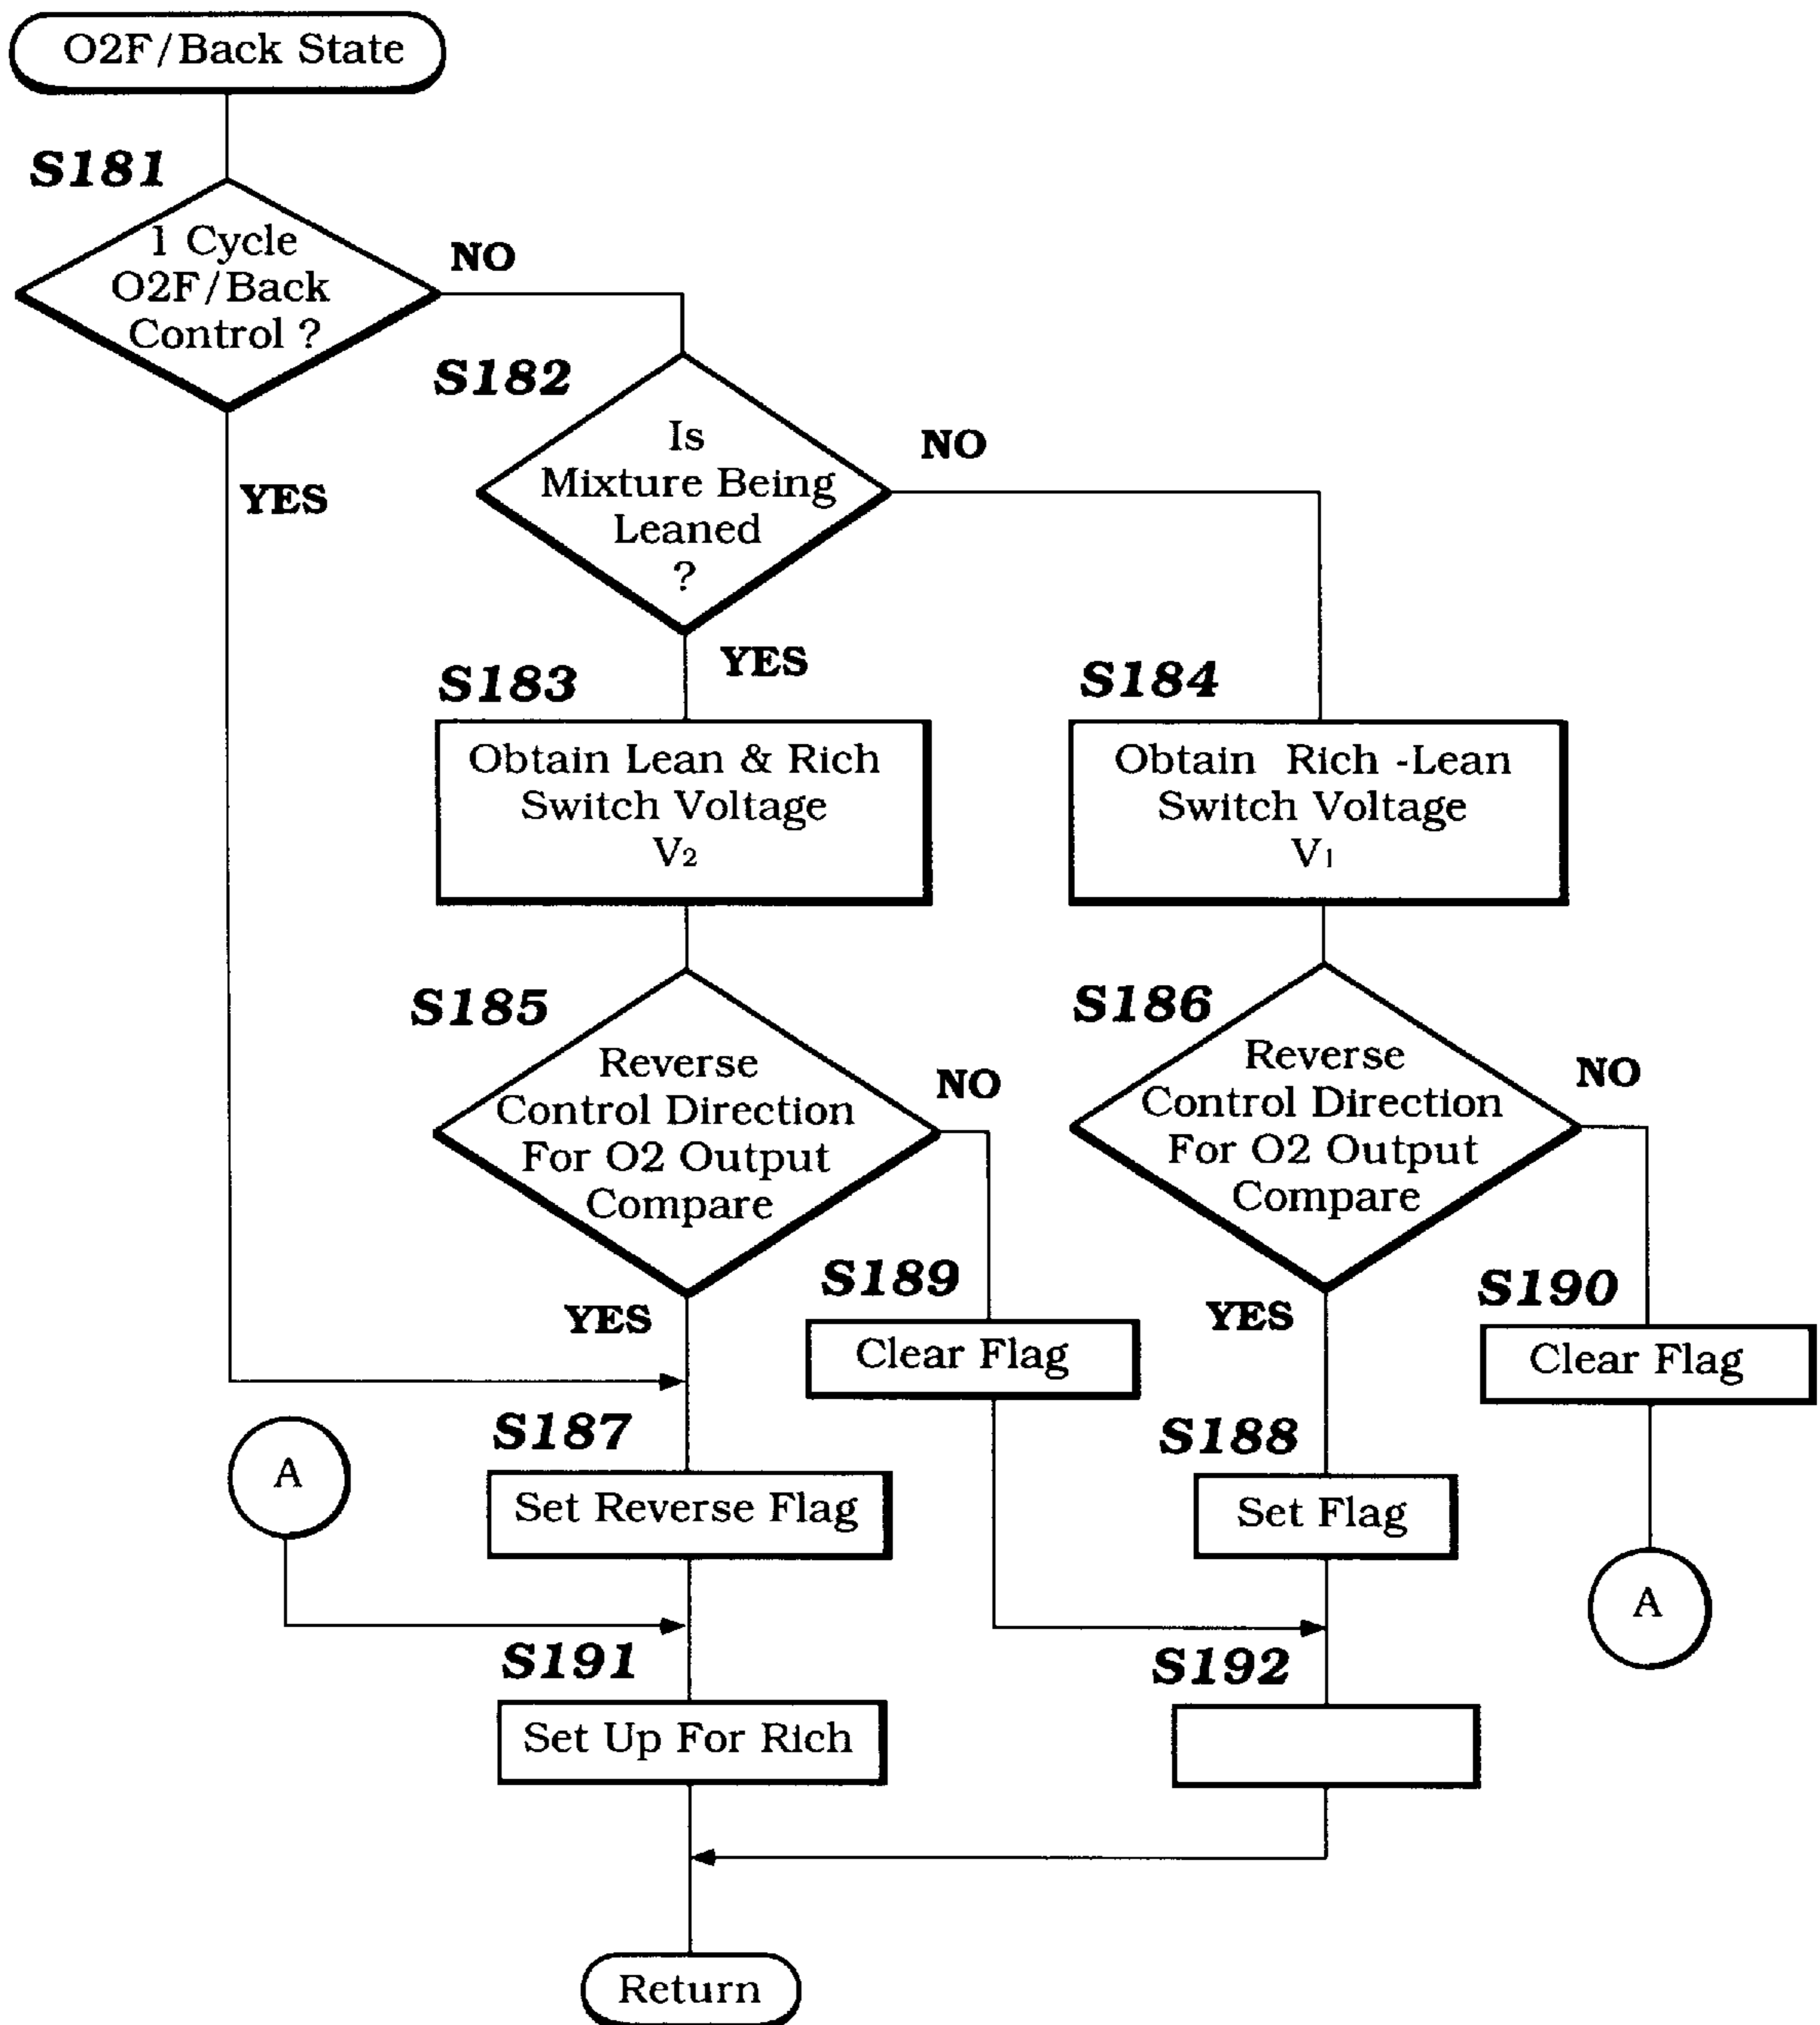 O2F/Back State
S181
1 Cycle
O2F/Back
Control ?
NO
YES
S182
Is
Mixture Being
Leaned
?
NO
YES
S183
Obtain Lean & Rich
Switch Voltage
V2
S184
Obtain Rich -Lean
Switch Voltage
V1
S185
Reverse
Control Direction
For O2 Output
Compare
NO
YES
S186
Reverse
Control Direction
For O2 Output
Compare
NO
YES
S189
Clear Flag
S190
Clear Flag
A
S187
Set Reverse Flag
S188
Set Flag
A
S191
Set Up For Rich
S192
Return